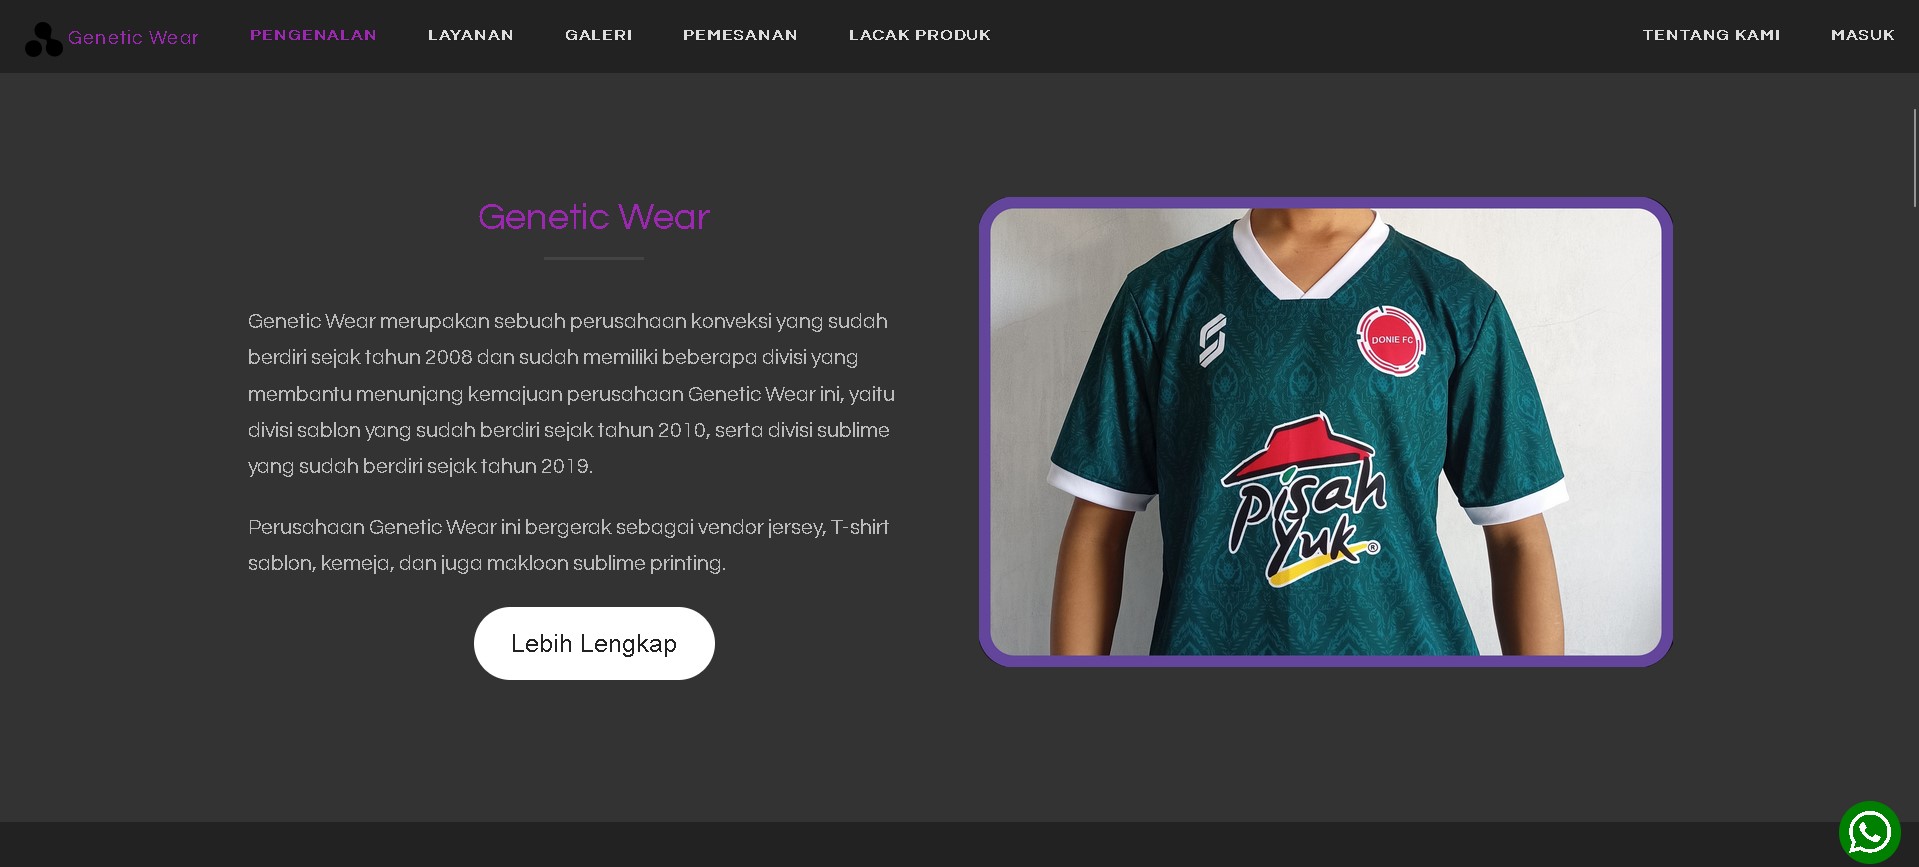 Genetic Wear
PENGENALAN
LAYANAN
GALERI
PEMESANAN
LACAK PRODUK
TENTANG KAMI
MASUK
Genetic Wear
Genetic Wear merupakan sebuah perusahaan konveksi yang sudah
berdiri sejak tahun 2008 dan sudah memiliki beberapa divisi yang
membantu menunjang kemajuan perusahaan Genetic Wear ini, yaitu
divisi sablon yang sudah berdiri sejak tahun 2010, serta divisi sublime
yang sudah berdiri sejak tahun 2019.
Perusahaan Genetic Wear ini bergerak sebagai vendor jersey, T-shirt
sablon, kemeja, dan juga makloon sublime printing.
Lebih Lengkap
DONIE FC
pisah
Yuk ®